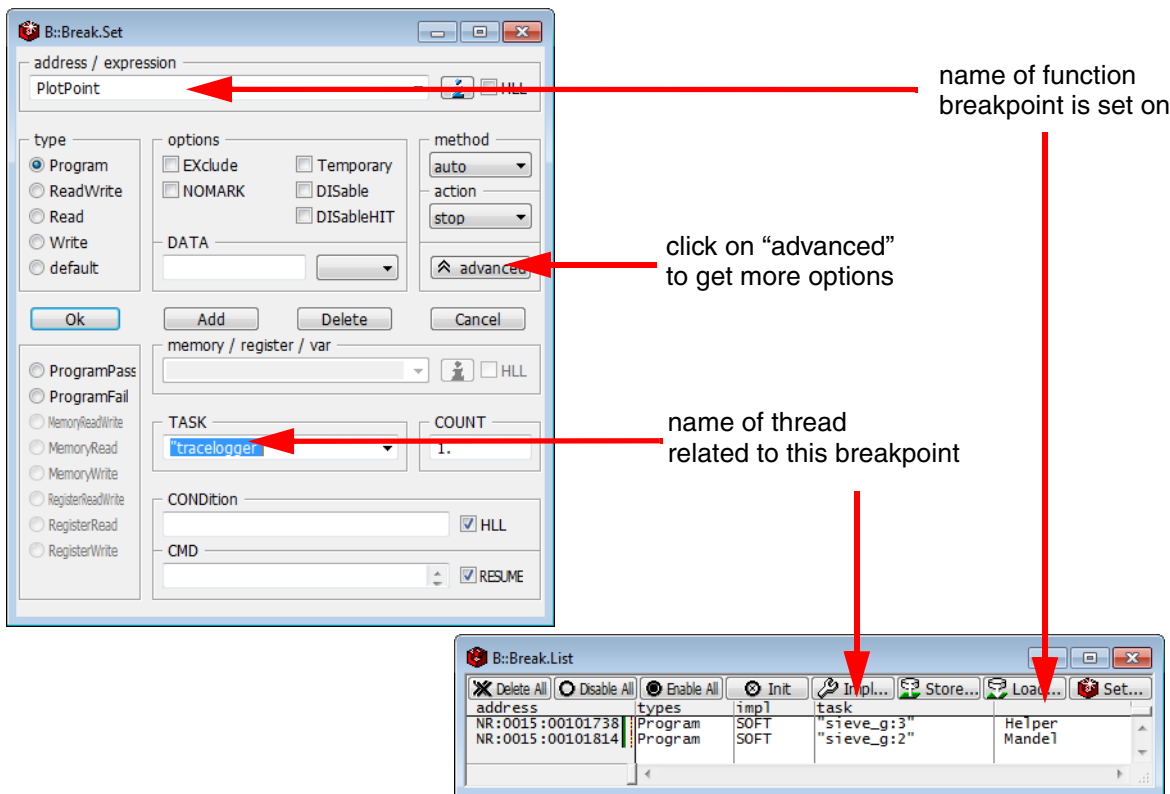 B::Break.Set
address / expression
PlotPoint
HLL
name of function
breakpoint is set on
type
options
method
Program
EXclude
Temporary
auto
ReadWrite
NOMARK
DISable
action
Read
DISableHIT
stop
Write
DATA
default
advanced
click on “advanced”
to get more options
Ok
Add
Delete
Cancel
memory / register / var
ProgramPass
HLL
ProgramFail
MemoryReadWrite
TASK
COUNT
name of thread
related to this breakpoint
MemoryRead
"tracelogger"
1.
MemoryWrite
RegisterReadWrite
CONDition
RegisterRead
HLL
RegisterWrite
CMD
RESUME
B::Break.List
Delete All Disable All Enable All Init Impl... Store... Load... Set...
address types impl task
NR:0015:00101738 Program SOFT "sieve_g:3" Helper
NR:0015:00101814 Program SOFT "sieve_g:2" Mandel